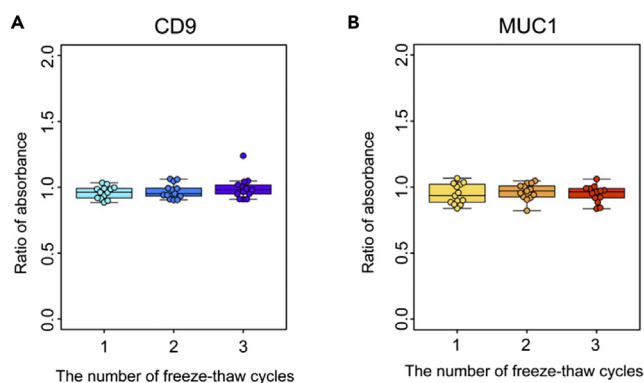 A
CD9
Ratio of absorbance
2.0
1.5
1.0
0.5
0.0
1 2 3
The number of freeze-thaw cycles
B
MUC1
Ratio of absorbance
2.0
1.5
1.0
0.5
0.0
1 2 3
The number of freeze-thaw cycles